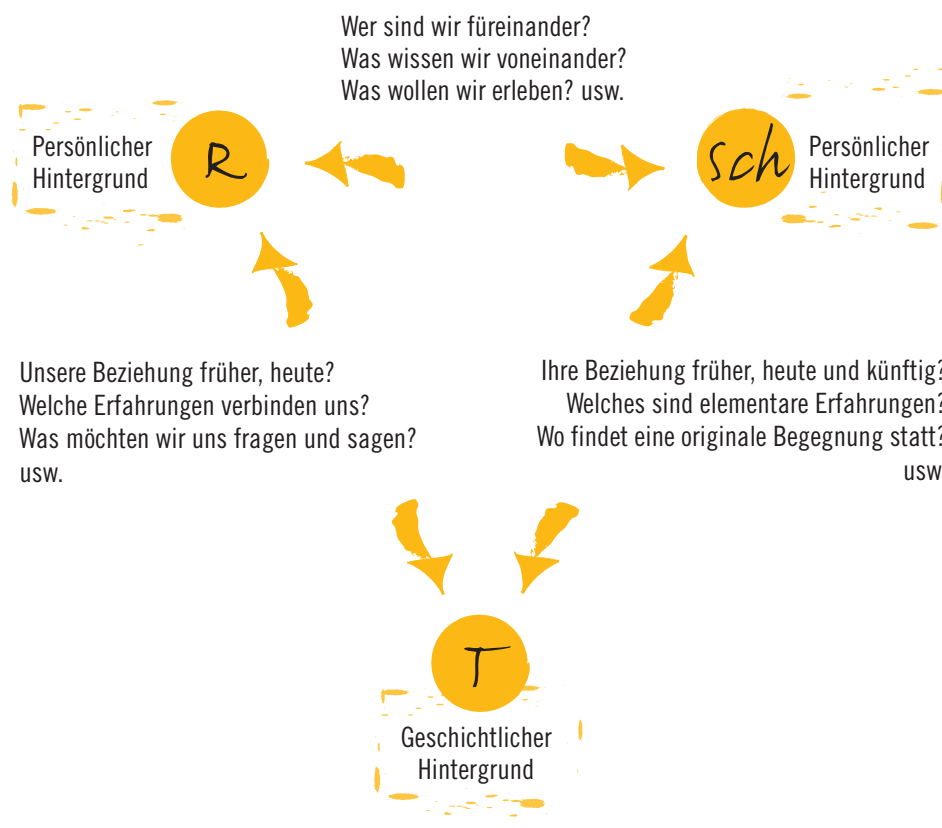 Wer sind wir füreinander?
Was wissen wir voneinander?
Was wollen wir erleben? usw.
Persönlicher
Hintergrund
R
sch
Persönlicher
Hintergrund
Unsere Beziehung früher, heute?
Welche Erfahrungen verbinden uns?
Was möchten wir uns fragen und sagen?
usw.
Ihre Beziehung früher, heute und künftig?
Welches sind elementare Erfahrungen?
Wo findet eine originale Begegnung statt?
usw
T
Geschichtlicher
Hintergrund